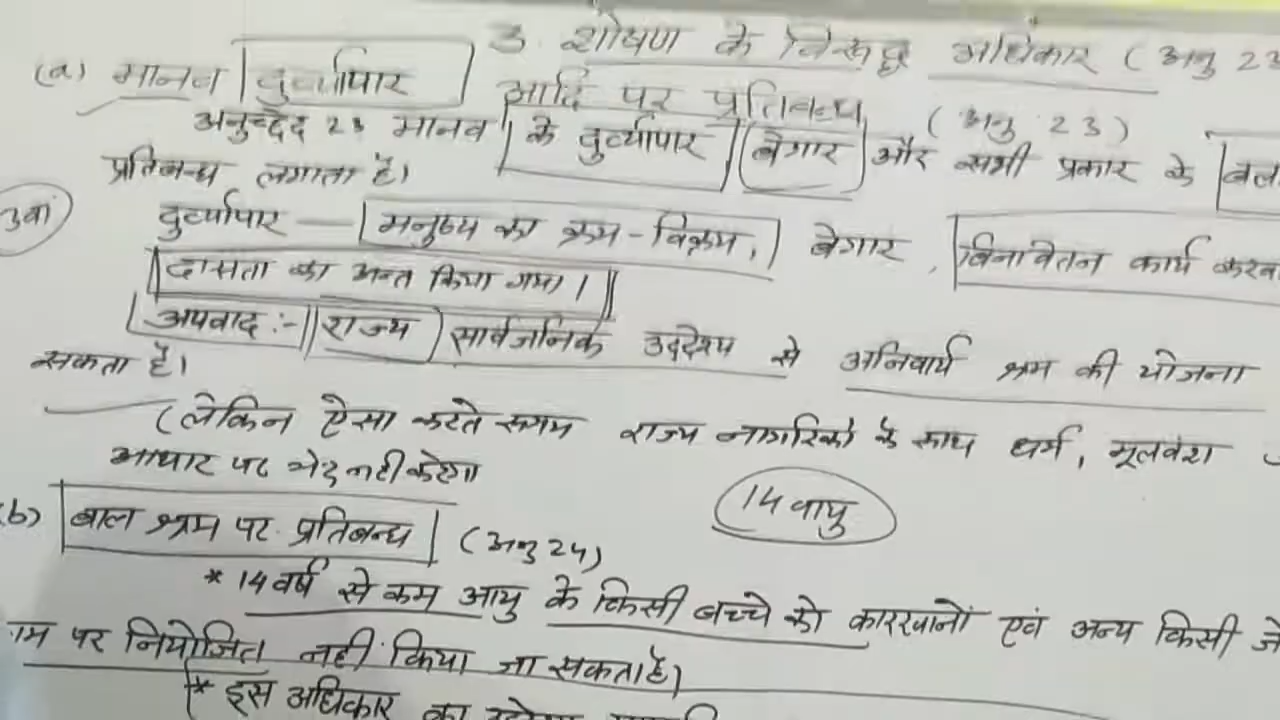 3. शोषण के विरूद्ध अधिकार (अनु 23
(a) मानव दुर्व्यापार आदि पर प्रतिबन्ध (अनु 23)
अनुच्छेद 23 मानव के दुर्व्यापार बेगार और सभी प्रकार के
प्रतिबन्ध लगाता है।
दुर्व्यापार — मनुष्य का क्रय-विक्रय, बेगार, बिना वेतन कार्य
दासता का अन्त किया गया।
अपवाद :- राज्य सार्वजनिक उद्देश्य से अनिवार्य श्रम की योजना
सकता है।
(लेकिन ऐसा करते समय राज्य नागरिको के साथ धर्म, मूलवंश
आधार पर भेद नही करेगा
14 वायु
(b) बाल श्रम पर प्रतिबन्ध (अनु 24)
* 14 वर्ष से कम आयु के किसी बच्चे को कारखानों एवं अन्य किसी
पर नियोजित नही किया जा सकता है)
* इस अधिकार का